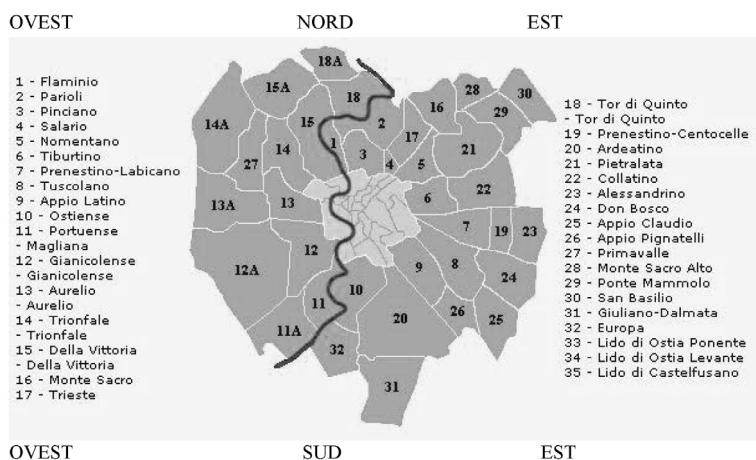 OVEST NORD EST
1 - Flaminio
2 - Parioli
3 - Pinciano
4 - Salario
5 - Nomentano
6 - Tiburtino
7 - Prenestino-Labicano
8 - Tuscolano
9 - Appio Latino
10 - Ostiense
11 - Portuense
- Magliana
12 - Gianicolense
- Gianicolense
13 - Aurelio
- Aurelio
14 - Trionfale
- Trionfale
15 - Della Vittoria
- Della Vittoria
16 - Monte Sacro
17 - Trieste
18A
15A
18
28
30
14A
15
2
16
29
1
17
27
14
3
4
5
21
13A
13
6
22
7
19
23
12
12A
9
8
24
10
11
20
26
25
11A
32
31
18 - Tor di Quinto
- Tor di Quinto
19 - Prenestino-Centocelle
20 - Ardeatino
21 - Pietralata
22 - Collatino
23 - Alessandrino
24 - Don Bosco
25 - Appio Claudio
26 - Appio Pignatelli
27 - Primavalle
28 - Monte Sacro Alto
29 - Ponte Mammolo
30 - San Basilio
31 - Giuliano-Dalmata
32 - Europa
33 - Lido di Ostia Ponente
34 - Lido di Ostia Levante
35 - Lido di Castelfusano
OVEST SUD EST